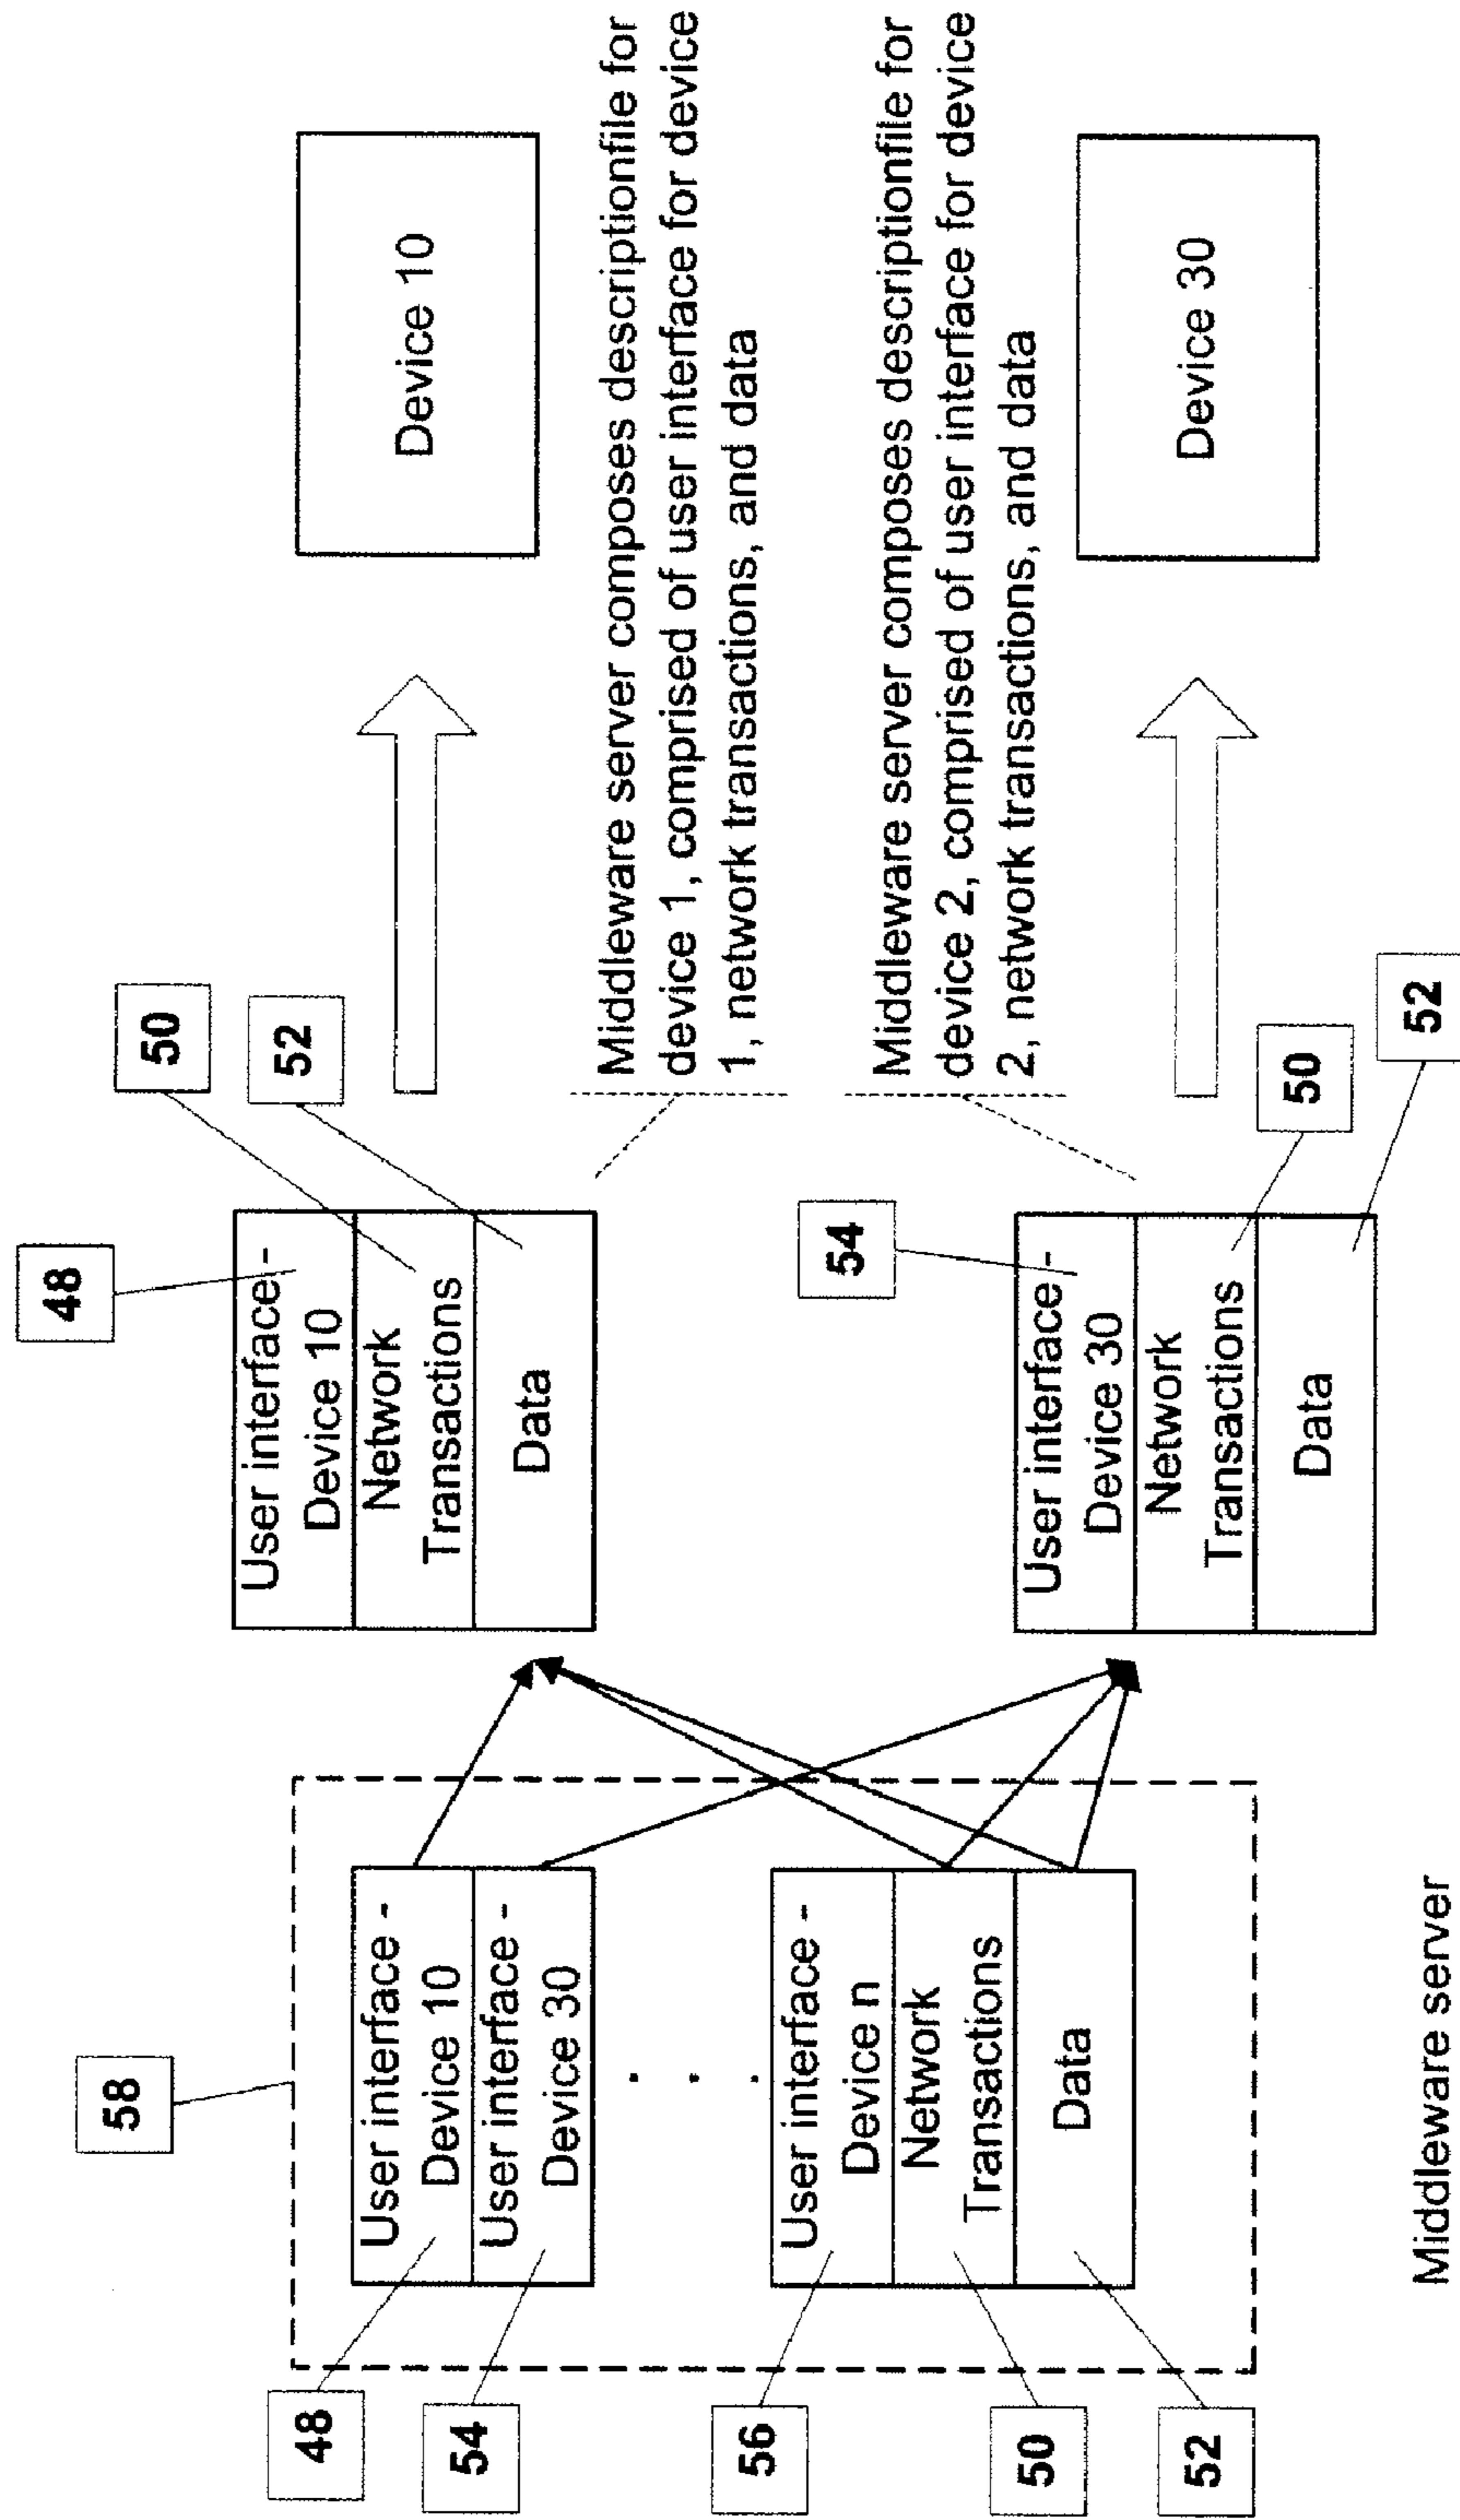 58
48
User interface -
Device 10
54
User interface -
Device 30
.
.
.
56
User interface -
Device n
50
Network
Transactions
52
Data
Middleware server
48
User interface -
Device 10
50
Network
Transactions
52
Data
Device 10
Middleware server composes descriptionfile for
device 1, comprised of user interface for device
1, network transactions, and data
Middleware server composes description file for
device 2, comprised of user interface for device
2, network transactions, and data
54
User interface -
Device 30
50
Network
Transactions
52
Data
Device 30